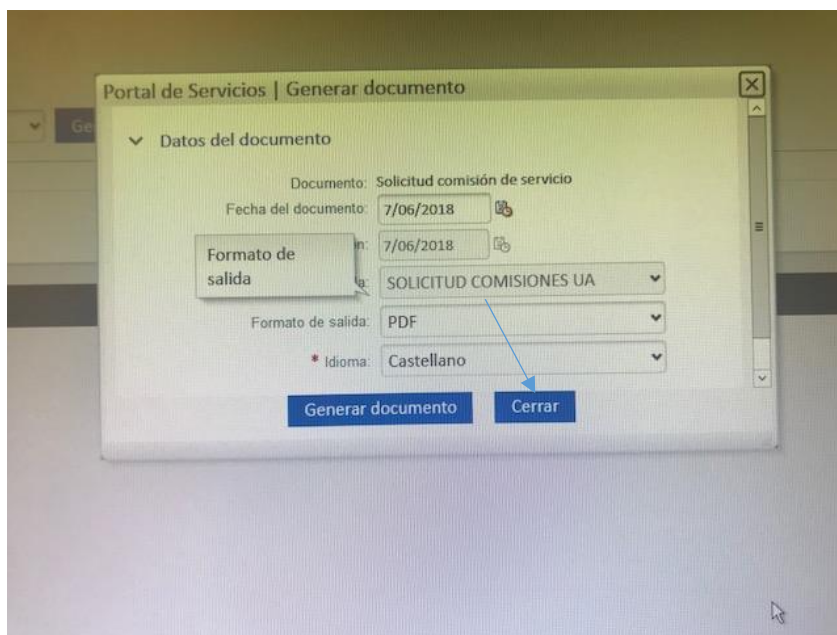 Portal de Servicios | Generar documento
Datos del documento
Documento: Solicitud comisión de servicio
Fecha del documento: 7/06/2018
7/06/2018
Formato de
salida
SOLICITUD COMISIONES UA
Formato de salida: PDF
* Idioma: Castellano
Generar documento Cerrar